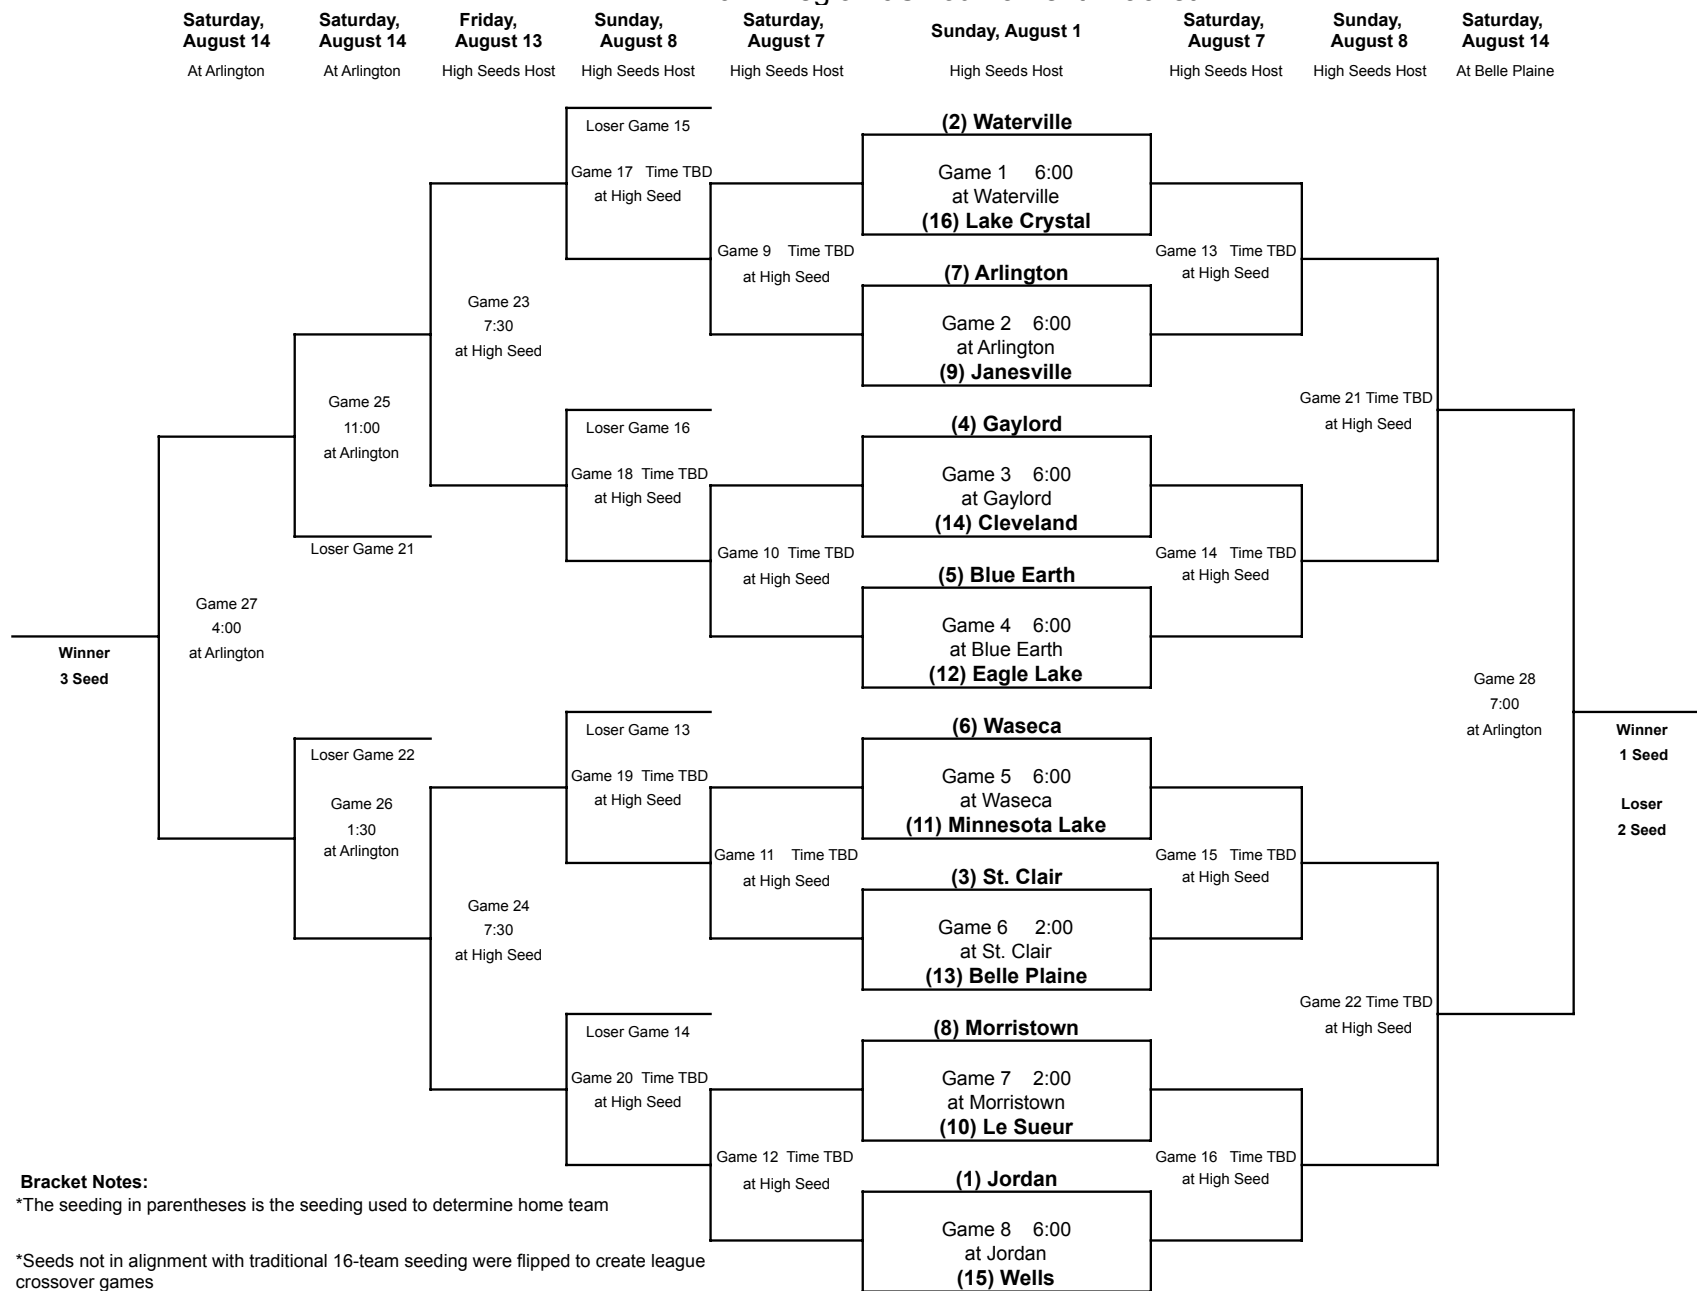 Saturday,
August 14
At Arlington
Saturday,
August 14
At Arlington
Friday,
August 13
High Seeds Host
Sunday,
August 8
High Seeds Host
Saturday,
August 7
High Seeds Host
Sunday, August 1
High Seeds Host
Saturday,
August 7
High Seeds Host
Sunday,
August 8
High Seeds Host
Saturday,
August 14
At Belle Plaine
Winner
3 Seed
Game 27
4:00
at Arlington
Game 25
11:00
at Arlington
Loser Game 21
Loser Game 22
Game 26
1:30
at Arlington
Game 23
7:30
at High Seed
Game 24
7:30
at High Seed
Loser Game 15
Game 17 Time TBD
at High Seed
Loser Game 16
Game 18 Time TBD
at High Seed
Loser Game 13
Game 19 Time TBD
at High Seed
Loser Game 14
Game 20 Time TBD
at High Seed
Game 9 Time TBD
at High Seed
Game 10 Time TBD
at High Seed
Game 11 Time TBD
at High Seed
Game 12 Time TBD
at High Seed
(2) Waterville
Game 1 6:00
at Waterville
(16) Lake Crystal
(7) Arlington
Game 2 6:00
at Arlington
(9) Janesville
(4) Gaylord
Game 3 6:00
at Gaylord
(14) Cleveland
(5) Blue Earth
Game 4 6:00
at Blue Earth
(12) Eagle Lake
(6) Waseca
Game 5 6:00
at Waseca
(11) Minnesota Lake
(3) St. Clair
Game 6 2:00
at St. Clair
(13) Belle Plaine
(8) Morristown
Game 7 2:00
at Morristown
(10) Le Sueur
(1) Jordan
Game 8 6:00
at Jordan
(15) Wells
Game 13 Time TBD
at High Seed
Game 14 Time TBD
at High Seed
Game 15 Time TBD
at High Seed
Game 16 Time TBD
at High Seed
Game 21 Time TBD
at High Seed
Game 22 Time TBD
at High Seed
Game 28
7:00
at Arlington
Winner
1 Seed
Loser
2 Seed
Bracket Notes:
*The seeding in parentheses is the seeding used to determine home team
*Seeds not in alignment with traditional 16-team seeding were flipped to create league
crossover games